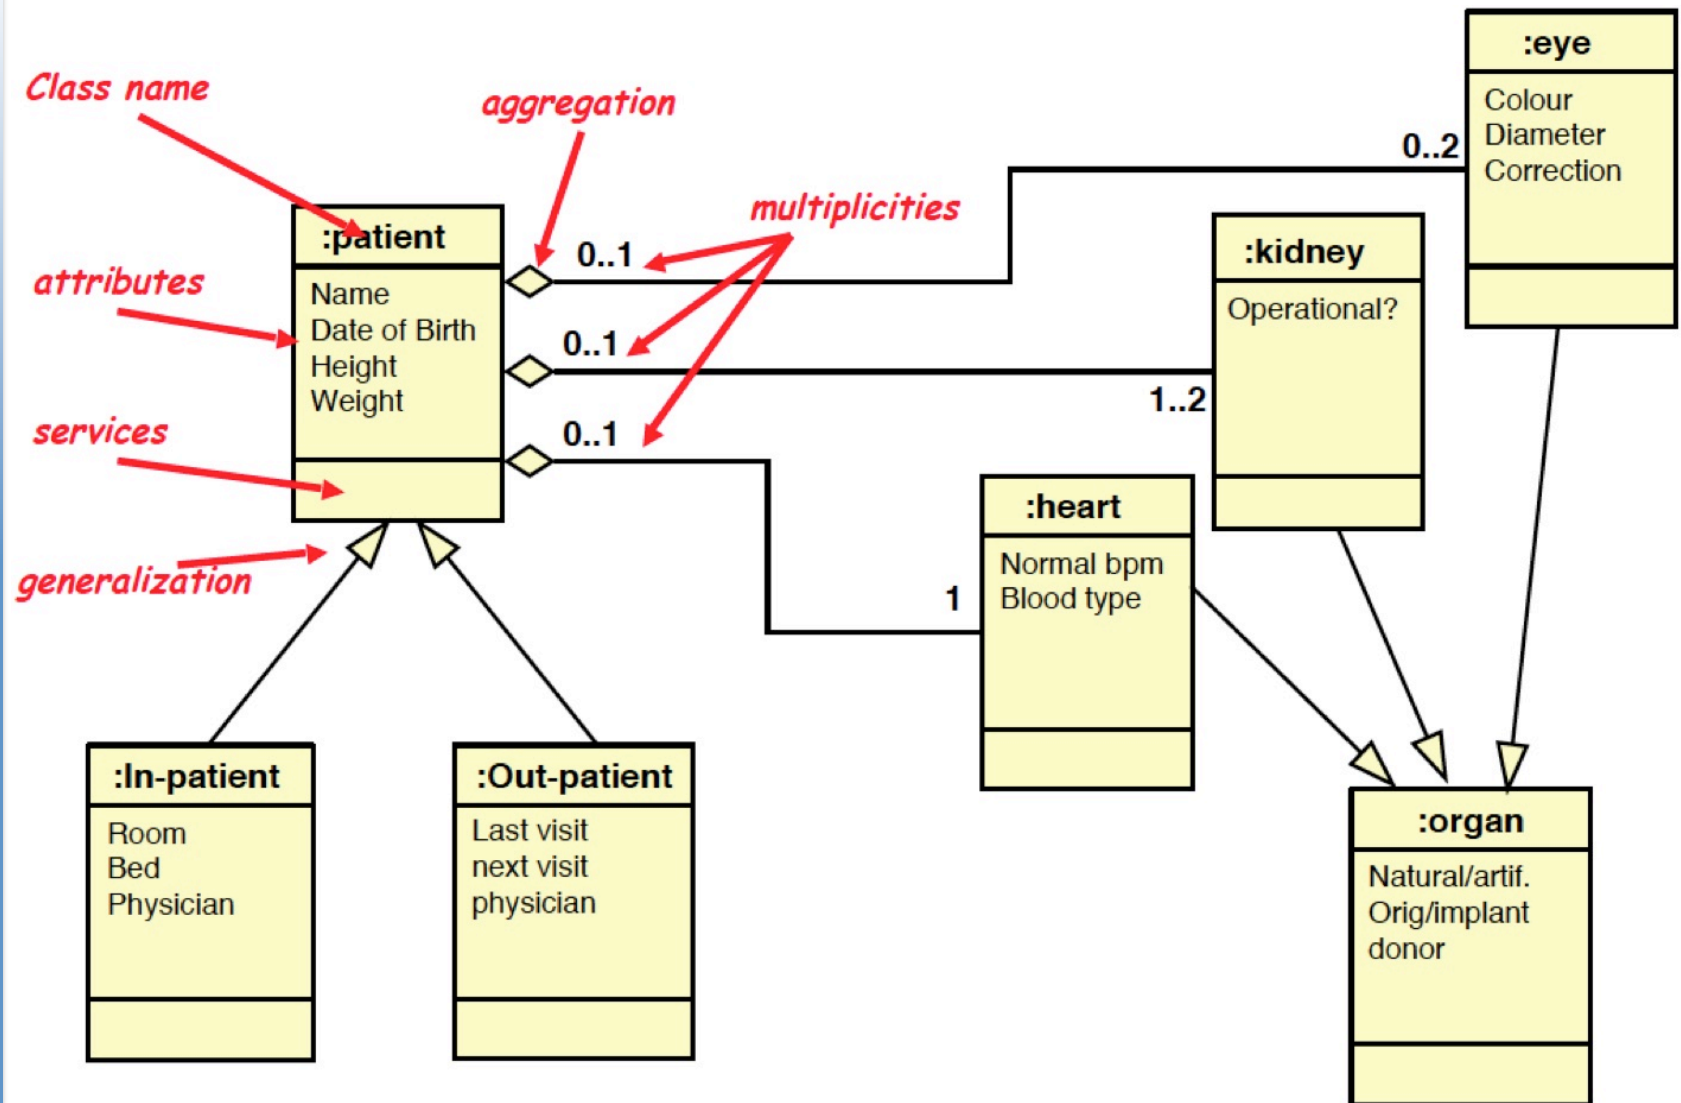 Class name
aggregation
multiplicities
attributes
services
generalization
:patient
Name
Date of Birth
Height
Weight
0..1
0..1
0..1
0..2
1..2
1
:eye
Colour
Diameter
Correction
:kidney
Operational?
:heart
Normal bpm
Blood type
:In-patient
Room
Bed
Physician
:Out-patient
Last visit
next visit
physician
:organ
Natural/artif.
Orig/implant
donor